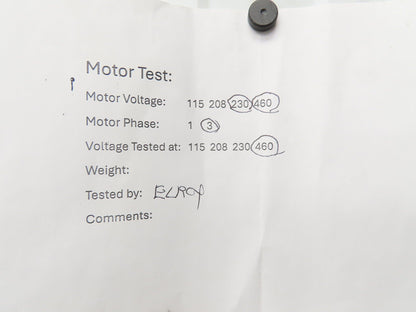 Motor Test:
Motor Voltage: 115 208 230 460
Motor Phase: 1 3
Voltage Tested at: 115 208 230 460
Weight:
Tested by: ELROY
Comments: